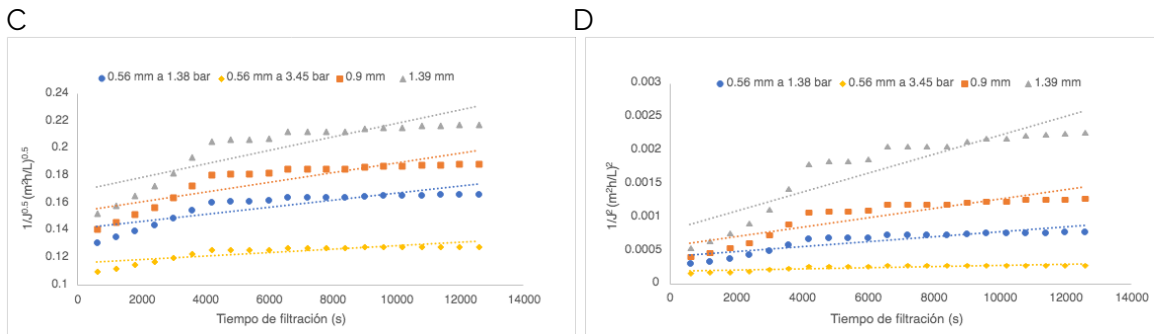 C
0.56 mm a 1.38 bar 0.56 mm a 3.45 bar 0.9 mm 1.39 mm
0.24
0.22
0.2
0.18
0.16
0.14
0.12
0.1
1/J^0.5 (m²h/L)^0.5
0 2000 4000 6000 8000 10000 12000 14000
Tiempo de filtración (s)
D
0.56 mm a 1.38 bar 0.56 mm a 3.45 bar 0.9 mm 1.39 mm
0.003
0.0025
0.002
0.0015
0.001
0.0005
0
1/J² (m²h/L)²
0 2000 4000 6000 8000 10000 12000 14000
Tiempo de filtración (s)